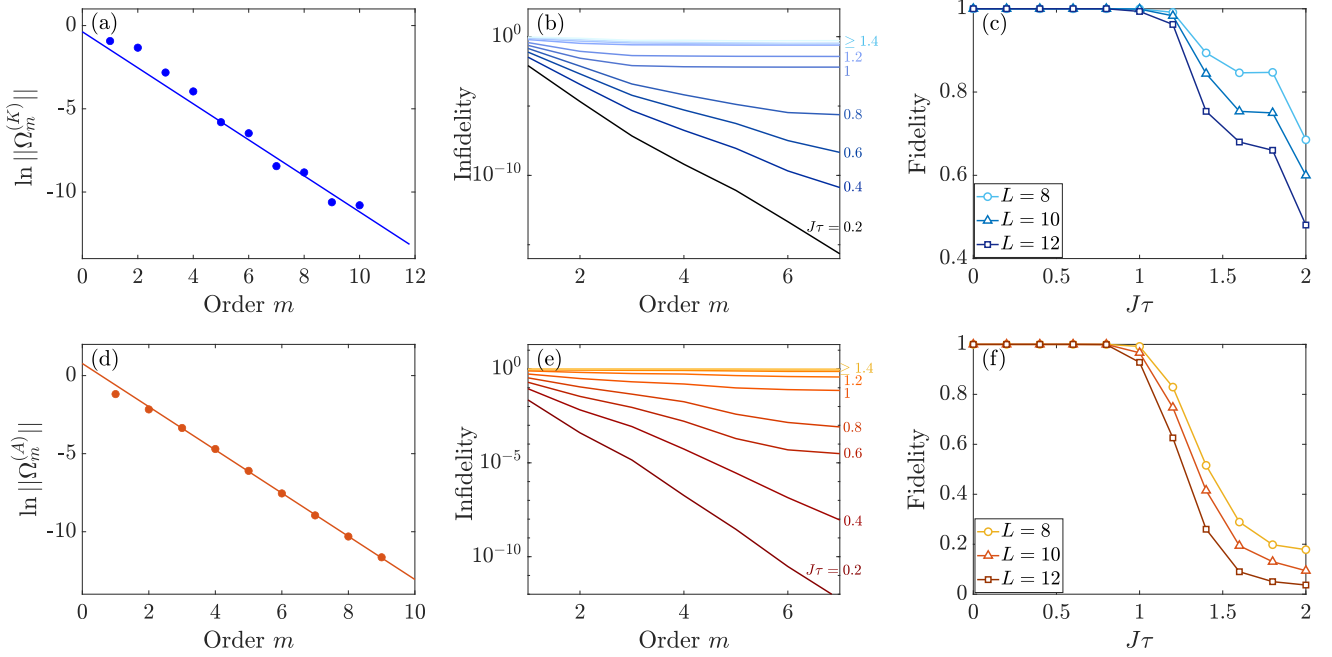 (a)
ln ||Ω_m^(K)||
0
-5
-10
0 2 4 6 8 10 12
Order m
(b)
Infidelity
10^0
10^-10
≥ 1.4
1.2
1
0.8
0.6
0.4
Jτ = 0.2
2 4 6
Order m
(c)
Fidelity
1
0.8
0.6
0.4
L = 8
L = 10
L = 12
0 0.5 1 1.5 2
Jτ
(d)
ln ||Ω_m^(A)||
0
-5
-10
0 2 4 6 8 10
Order m
(e)
Infidelity
10^0
10^-5
10^-10
≥ 1.4
1.2
1
0.8
0.6
0.4
Jτ = 0.2
2 4 6
Order m
(f)
Fidelity
1
0.8
0.6
0.4
0.2
0
L = 8
L = 10
L = 12
0 0.5 1 1.5 2
Jτ